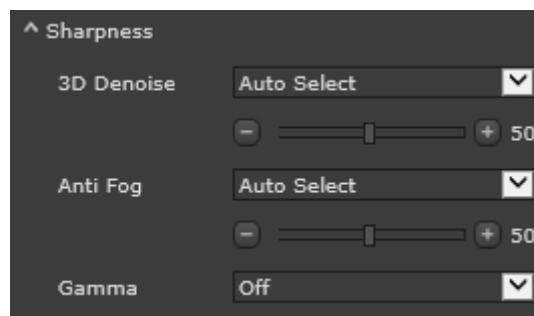 ^ Sharpness
3D Denoise Auto Select
- + 50
Anti Fog Auto Select
- + 50
Gamma Off